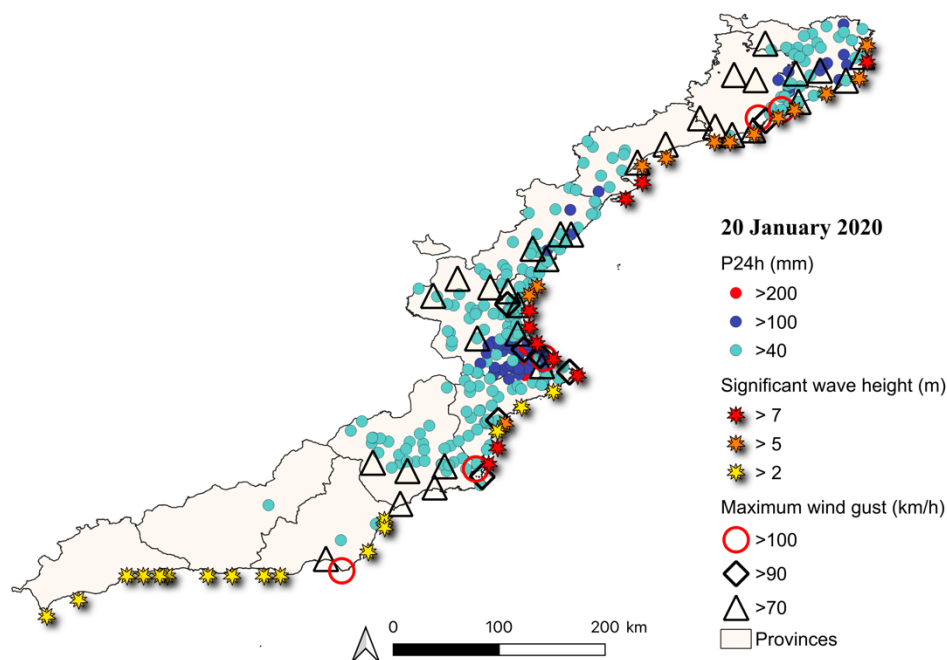 20 January 2020
P24h (mm)
>200
>100
>40
Significant wave height (m)
> 7
> 5
> 2
Maximum wind gust (km/h)
>100
>90
>70
Provinces
0 100 200 km